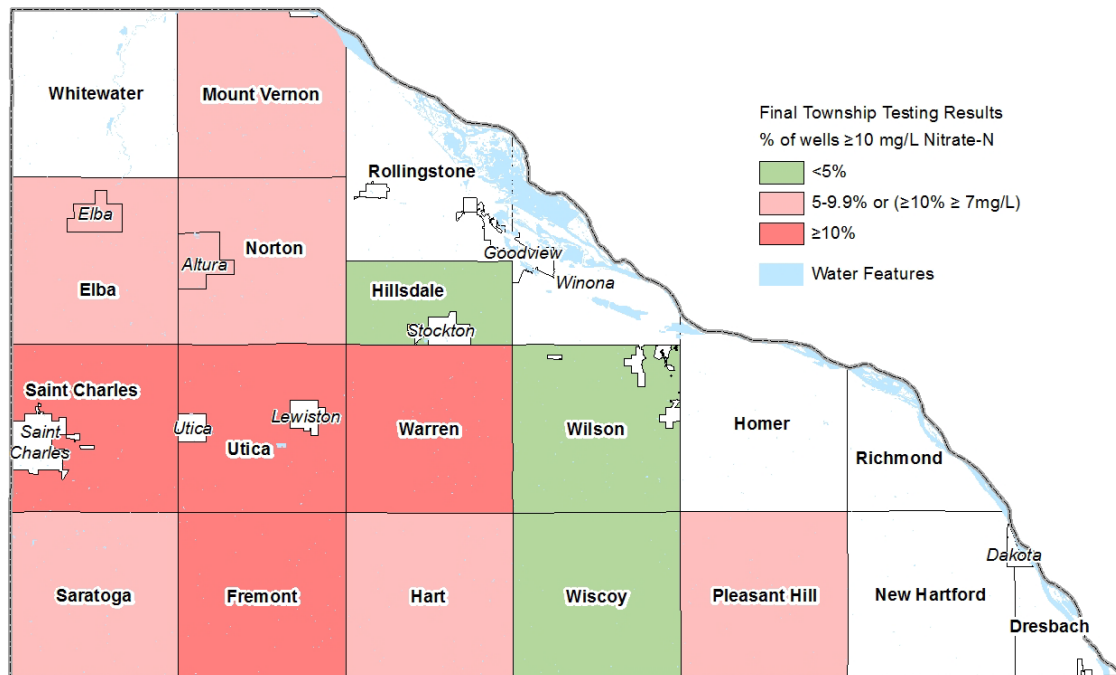 Whitewater
Mount Vernon
Final Township Testing Results
% of wells ≥10 mg/L Nitrate-N
<5%
5-9.9% or (≥10% ≥ 7mg/L)
≥10%
Water Features
Rollingstone
Elba
Norton
Altura
Goodview
Winona
Elba
Hillsdale
Stockton
Saint Charles
Saint
Charles
Utica
Lewiston
Utica
Warren
Wilson
Homer
Richmond
Dakota
Saratoga
Fremont
Hart
Wiscoy
Pleasant Hill
New Hartford
Dresbach